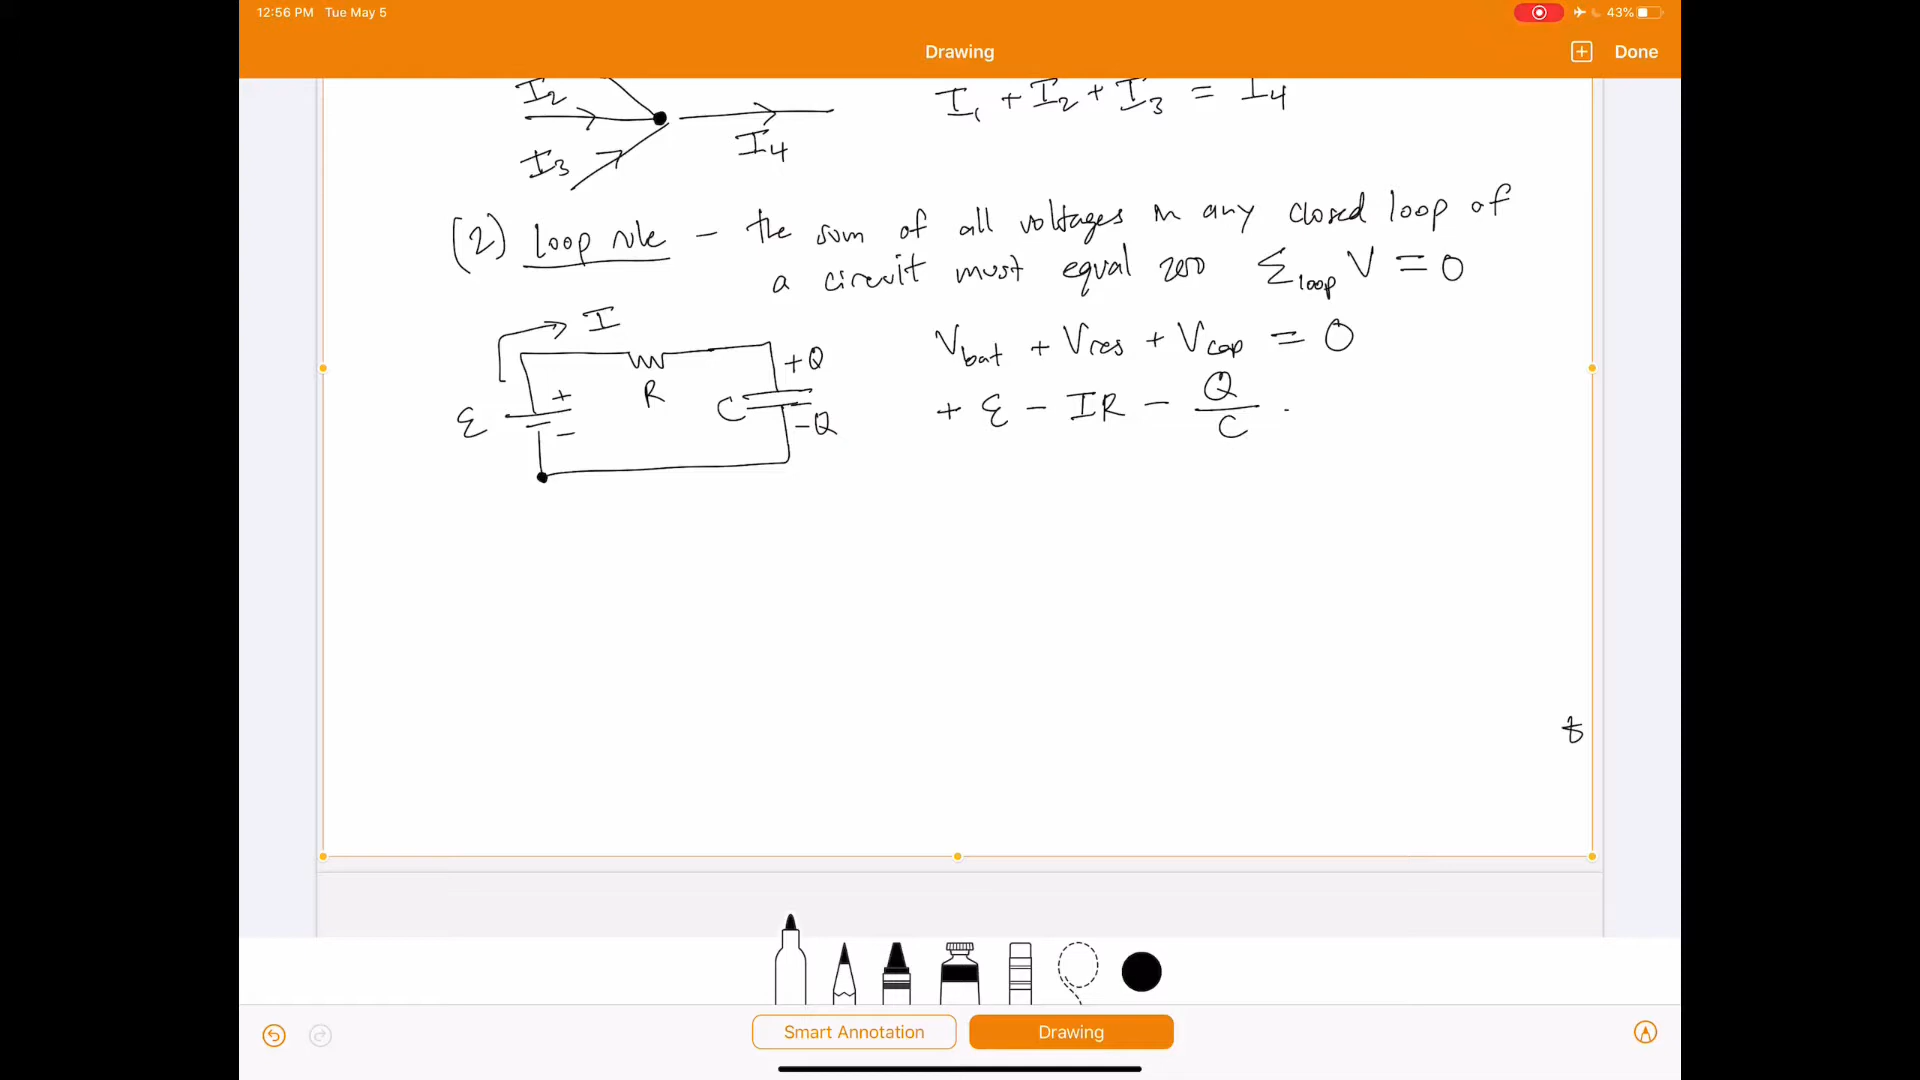 12:56 PM Tue May 5
43%
Drawing
Done
I₂
I₁ + I₂ + I₃ = I₄
I₃
I₄
(2) loop rule – the sum of all voltages in any closed loop of
a circuit must equal zero Σloop V = 0
I
Vbat + Vres + Vcap = 0
+Q
R
+
ℰ
C
+ ℰ − IR − Q/C
−
−Q
8
Smart Annotation
Drawing